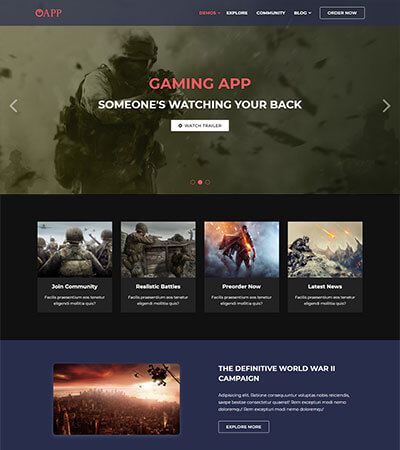 OAPP
DEMOS EXPLORE COMMUNITY BLOG ORDER NOW
GAMING APP
SOMEONE'S WATCHING YOUR BACK
WATCH TRAILER
Join Community
Facilis praesentium eos tenetur
eligendi mollitia quis?
Realistic Battles
Facilis praesentium eos tenetur
eligendi mollitia quis?
Preorder Now
Facilis praesentium eos tenetur
eligendi mollitia quis?
Latest News
Facilis praesentium eos tenetur
eligendi mollitia quis?
THE DEFINITIVE WORLD WAR II
CAMPAIGN
Adipisicing elit. Ratione consequuntur voluptas nobis reiciendis,
saepe beatae consectetur quaerat! Rem excepturi modi nemo
doloremqu! Rem excepturi modi nemo doloremqu!
EXPLORE MORE